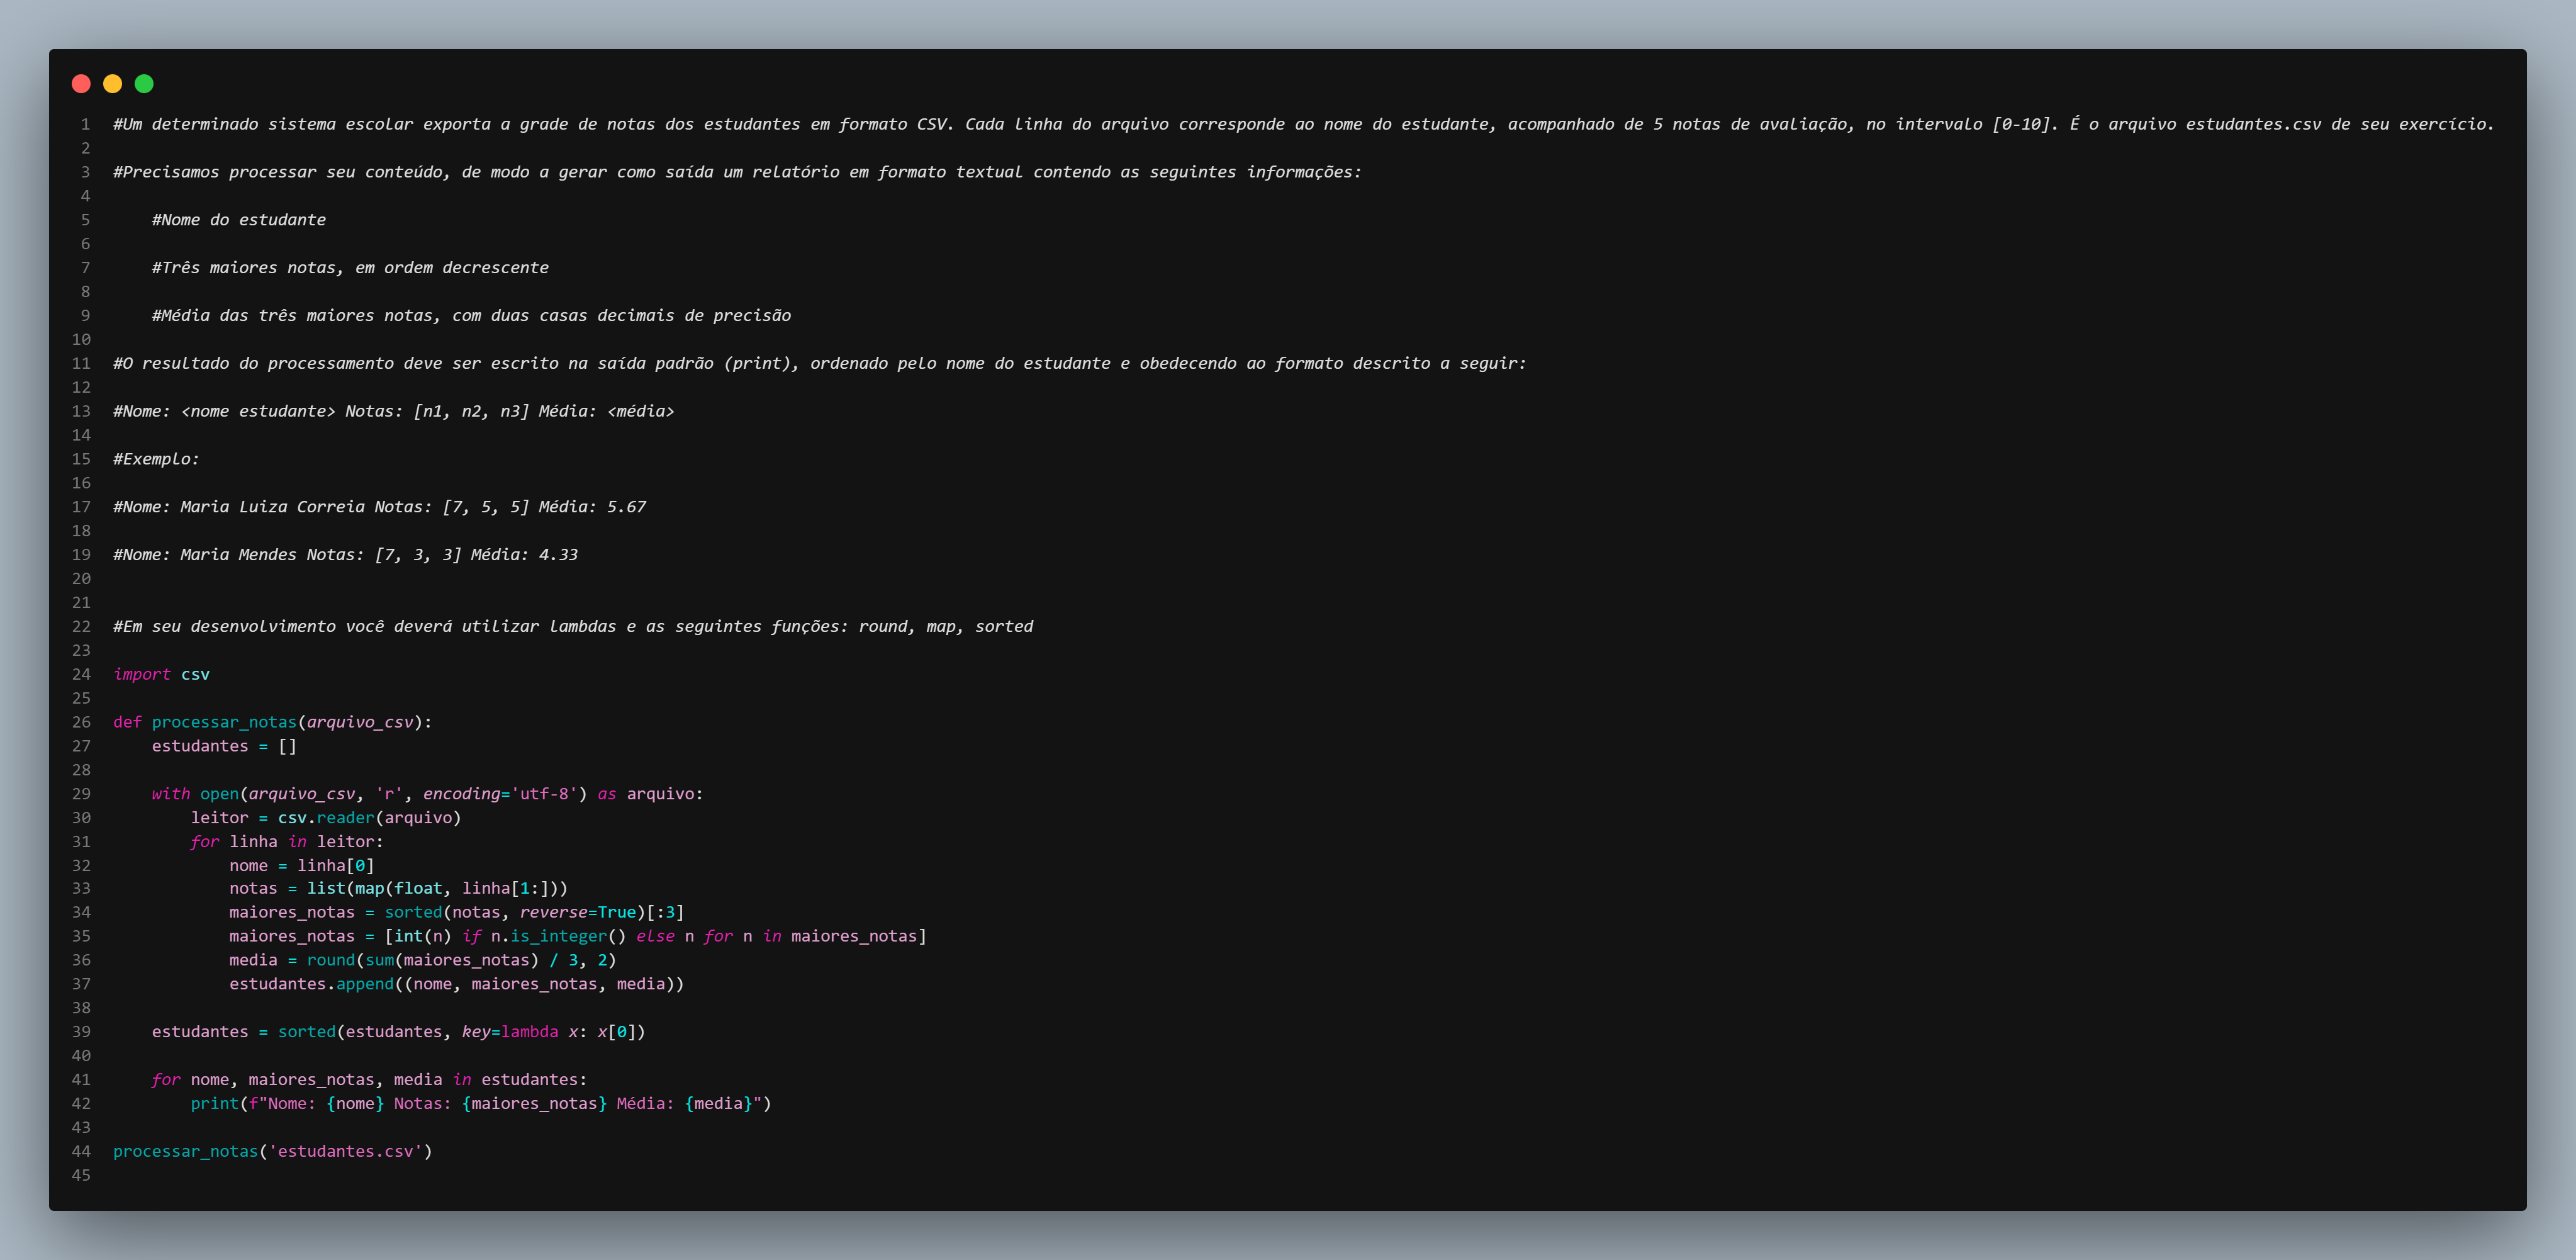 1 #Um determinado sistema escolar exporta a grade de notas dos estudantes em formato CSV. Cada linha do arquivo corresponde ao nome do estudante, acompanhado de 5 notas de avaliação, no intervalo [0-10]. É o arquivo estudantes.csv de seu exercício.
2
3 #Precisamos processar seu conteúdo, de modo a gerar como saída um relatório em formato textual contendo as seguintes informações:
4
5     #Nome do estudante
6
7     #Três maiores notas, em ordem decrescente
8
9     #Média das três maiores notas, com duas casas decimais de precisão
10
11 #O resultado do processamento deve ser escrito na saída padrão (print), ordenado pelo nome do estudante e obedecendo ao formato descrito a seguir:
12
13 #Nome: <nome estudante> Notas: [n1, n2, n3] Média: <média>
14
15 #Exemplo:
16
17 #Nome: Maria Luiza Correia Notas: [7, 5, 5] Média: 5.67
18
19 #Nome: Maria Mendes Notas: [7, 3, 3] Média: 4.33
20
21
22 #Em seu desenvolvimento você deverá utilizar lambdas e as seguintes funções: round, map, sorted
23
24 import csv
25
26 def processar_notas(arquivo_csv):
27     estudantes = []
28
29     with open(arquivo_csv, 'r', encoding='utf-8') as arquivo:
30         leitor = csv.reader(arquivo)
31         for linha in leitor:
32             nome = linha[0]
33             notas = list(map(float, linha[1:]))
34             maiores_notas = sorted(notas, reverse=True)[:3]
35             maiores_notas = [int(n) if n.is_integer() else n for n in maiores_notas]
36             media = round(sum(maiores_notas) / 3, 2)
37             estudantes.append((nome, maiores_notas, media))
38
39     estudantes = sorted(estudantes, key=lambda x: x[0])
40
41     for nome, maiores_notas, media in estudantes:
42         print(f"Nome: {nome} Notas: {maiores_notas} Média: {media}")
43
44 processar_notas('estudantes.csv')
45